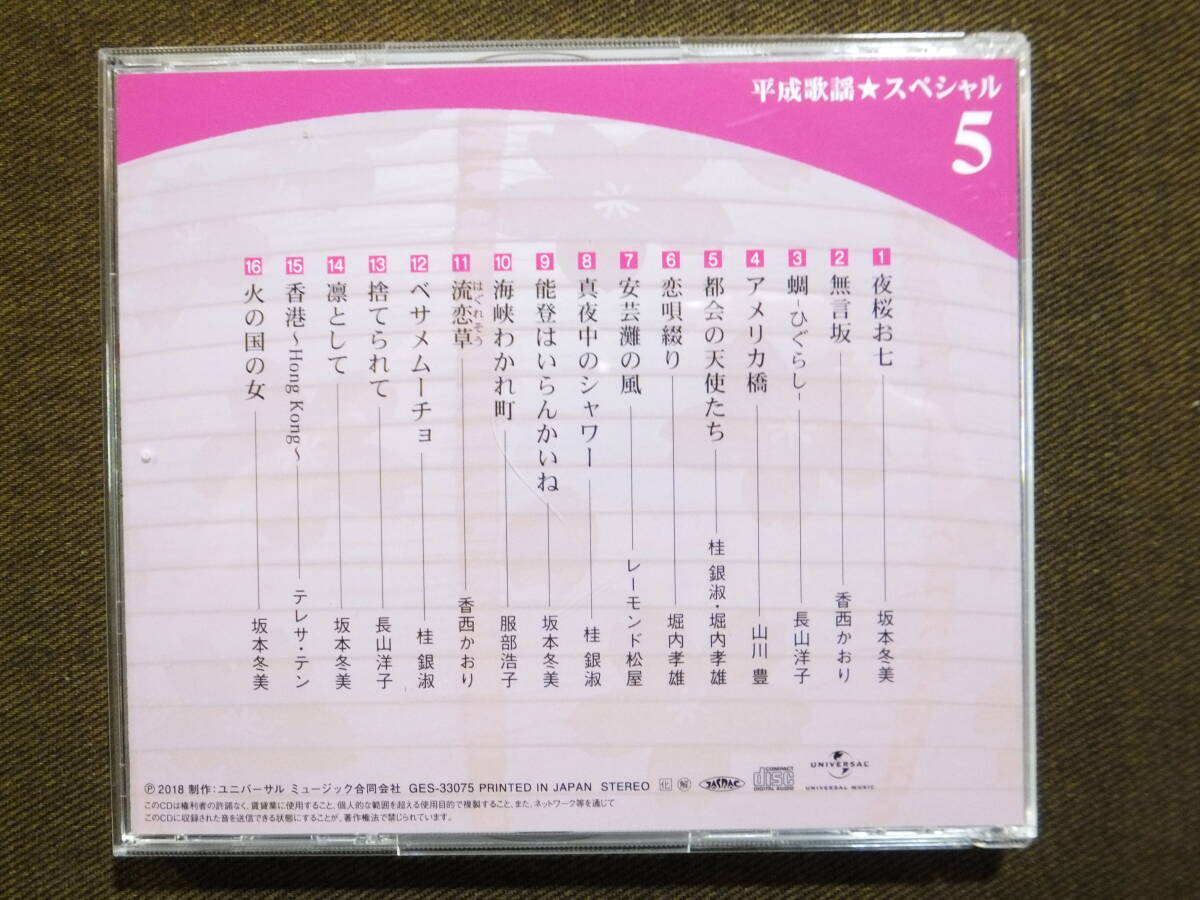 平成歌謡★スペシャル
5
1 夜桜お七 坂本冬美
2 無言坂 香西かおり
3 蜩-ひぐらし- 長山洋子
4 アメリカ橋 山川 豊
5 都会の天使たち 桂 銀淑・堀内孝雄
6 恋唄綴り 堀内孝雄
7 安芸灘の風 レーモンド松屋
8 真夜中のシャワー 桂 銀淑
9 能登はいらんかいね 坂本冬美
10 海峡わかれ町 服部浩子
11 流恋草 はぐれそう 香西かおり
12 ベサメムーチョ 桂 銀淑
13 捨てられて 長山洋子
14 凛として 坂本冬美
15 香港〜Hong Kong〜 テレサ・テン
16 火の国の女 坂本冬美
UNIVERSAL
UNIVERSAL MUSIC
Ⓟ2018 制作：ユニバーサル ミュージック合同会社 GES-33075 PRINTED IN JAPAN STEREO 化 解 JASRAC COMPACT disc DIGITAL AUDIO
このCDは権利者の許諾なく、賃貸業に使用すること、個人的な範囲を超える使用目的で複製すること、また、ネットワーク等を通じて
このCDに収録された音を送信できる状態にすることが、著作権法で禁じられています。